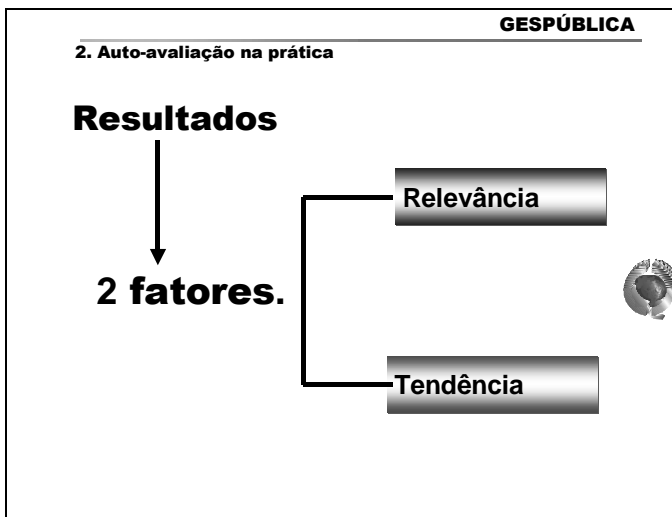 GESPÚBLICA
2. Auto-avaliação na prática
Resultados
Relevância
2 fatores.
Tendência